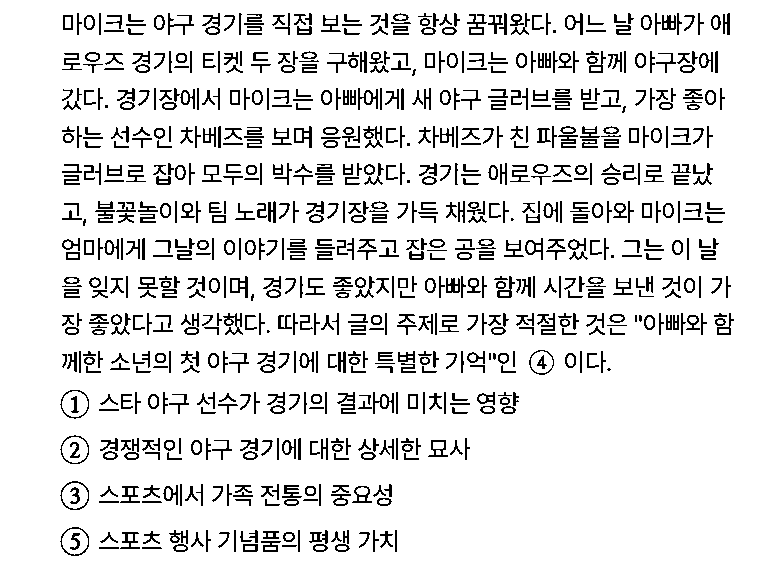 마이크는 야구 경기를 직접 보는 것을 항상 꿈꿔왔다. 어느 날 아빠가 애
로우즈 경기의 티켓 두 장을 구해왔고, 마이크는 아빠와 함께 야구장에
갔다. 경기장에서 마이크는 아빠에게 새 야구 글러브를 받고, 가장 좋아
하는 선수인 차베즈를 보며 응원했다. 차베즈가 친 파울볼을 마이크가
글러브로 잡아 모두의 박수를 받았다. 경기는 애로우즈의 승리로 끝났
고, 불꽃놀이와 팀 노래가 경기장을 가득 채웠다. 집에 돌아와 마이크는
엄마에게 그날의 이야기를 들려주고 잡은 공을 보여주었다. 그는 이 날
을 잊지 못할 것이며, 경기도 좋았지만 아빠와 함께 시간을 보낸 것이 가
장 좋았다고 생각했다. 따라서 글의 주제로 가장 적절한 것은 "아빠와 함
께한 소년의 첫 야구 경기에 대한 특별한 기억"인 ④ 이다.
① 스타 야구 선수가 경기의 결과에 미치는 영향
② 경쟁적인 야구 경기에 대한 상세한 묘사
③ 스포츠에서 가족 전통의 중요성
⑤ 스포츠 행사 기념품의 평생 가치